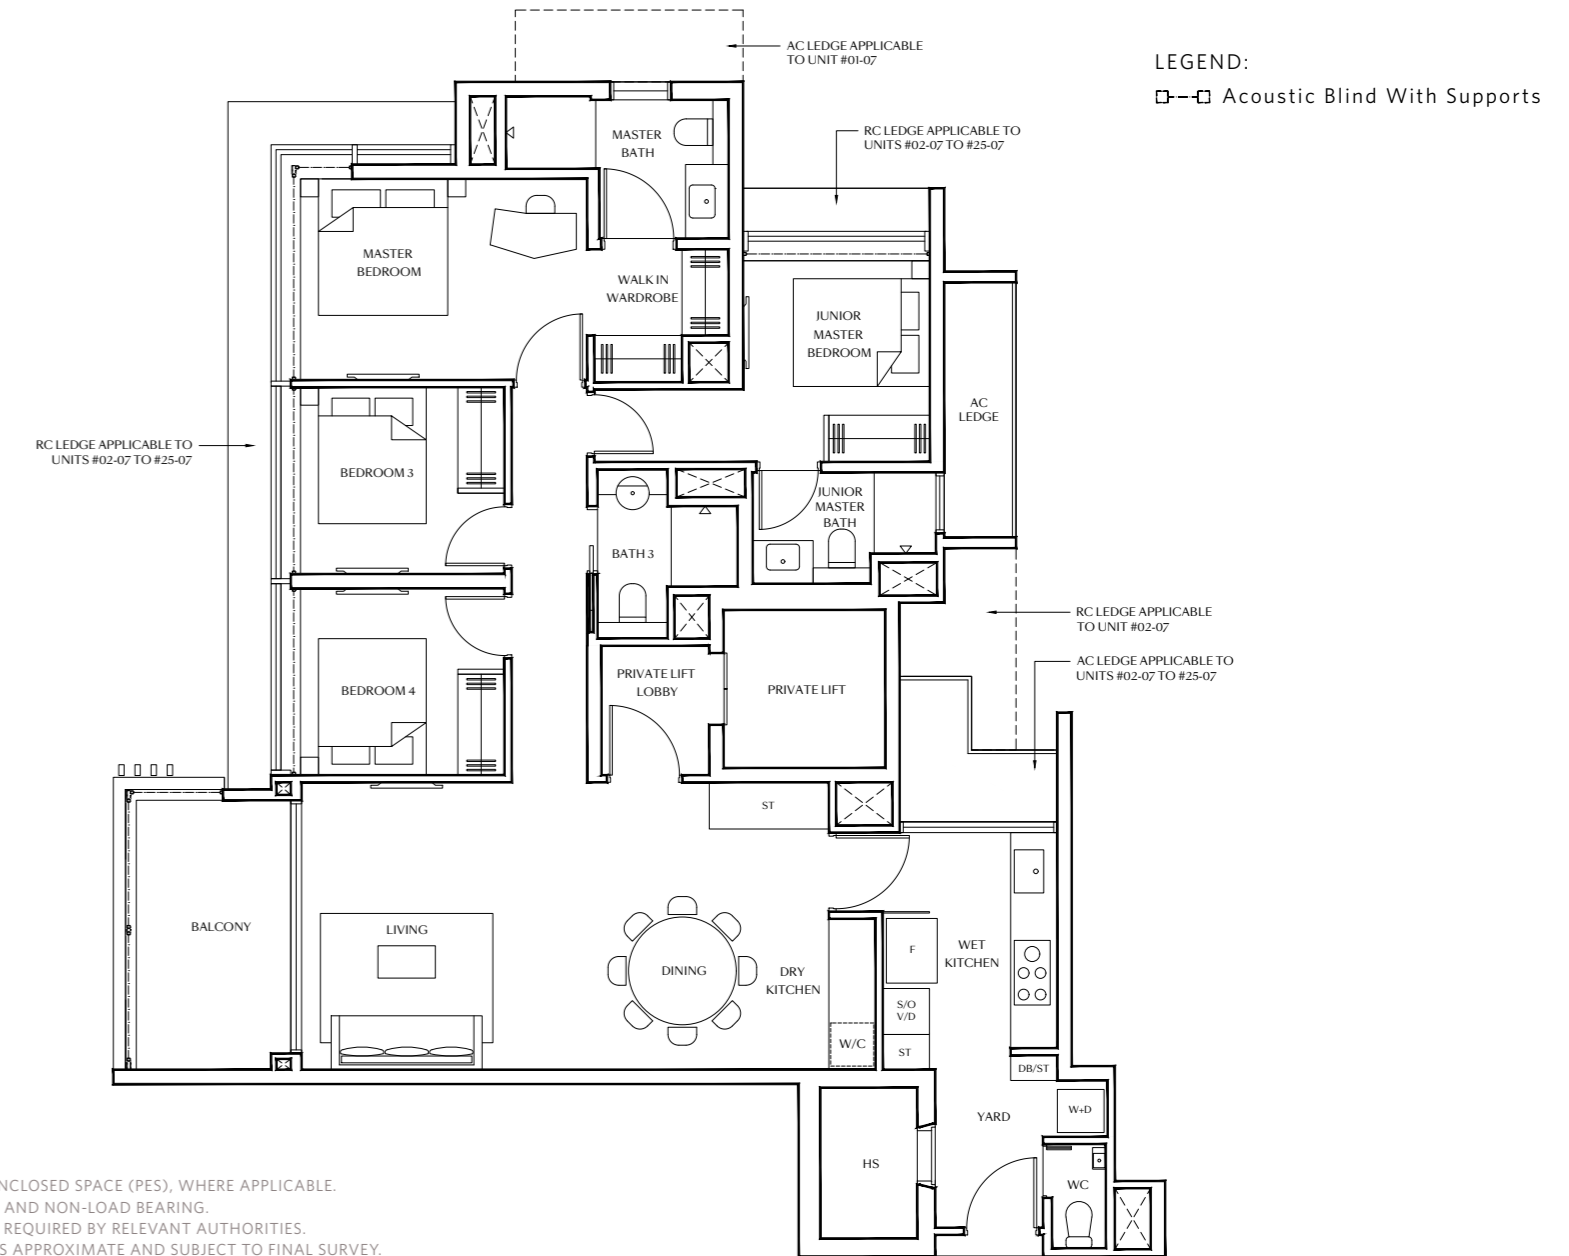 AC LEDGE APPLICABLE
TO UNIT #01-07
LEGEND:
Acoustic Blind With Supports
RC LEDGE APPLICABLE TO
UNITS #02-07 TO #25-07
MASTER
BATH
MASTER
BEDROOM
WALK IN
WARDROBE
JUNIOR
MASTER
BEDROOM
AC
LEDGE
RC LEDGE APPLICABLE TO
UNITS #02-07 TO #25-07
BEDROOM 3
JUNIOR
MASTER
BATH
BATH 3
RC LEDGE APPLICABLE
TO UNIT #02-07
AC LEDGE APPLICABLE TO
UNITS #02-07 TO #25-07
PRIVATE LIFT
LOBBY
PRIVATE LIFT
BEDROOM 4
ST
BALCONY
LIVING
DINING
DRY
KITCHEN
F
WET
KITCHEN
S/O
V/D
W/C
ST
DB/ST
W+D
YARD
HS
WC
NCLOSED SPACE (PES), WHERE APPLICABLE.
AND NON-LOAD BEARING.
REQUIRED BY RELEVANT AUTHORITIES.
S APPROXIMATE AND SUBJECT TO FINAL SURVEY.